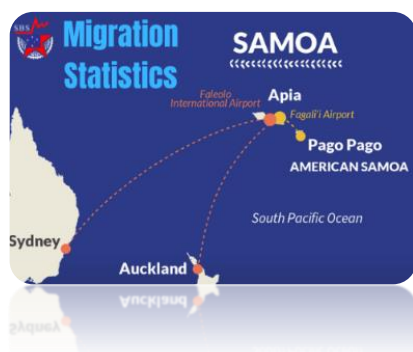 SBS
Migration
Statistics
SAMOA
Faleolo
International Airport
Apia
Fagali'i Airport
Pago Pago
AMERICAN SAMOA
South Pacific Ocean
Sydney
Auckland